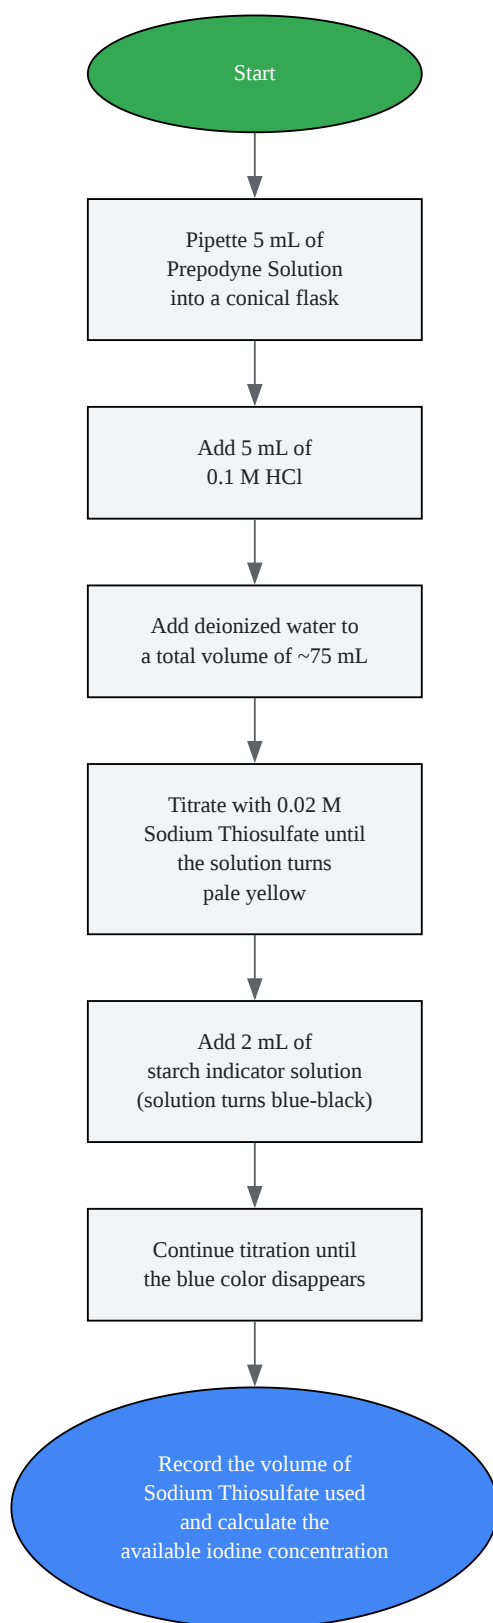 Start
Pipette 5 mL of
Prepodyne Solution
into a conical flask
Add 5 mL of
0.1 M HCl
Add deionized water to
a total volume of ~75 mL
Titrate with 0.02 M
Sodium Thiosulfate until
the solution turns
pale yellow
Add 2 mL of
starch indicator solution
(solution turns blue-black)
Continue titration until
the blue color disappears
Record the volume of
Sodium Thiosulfate used
and calculate the
available iodine concentration